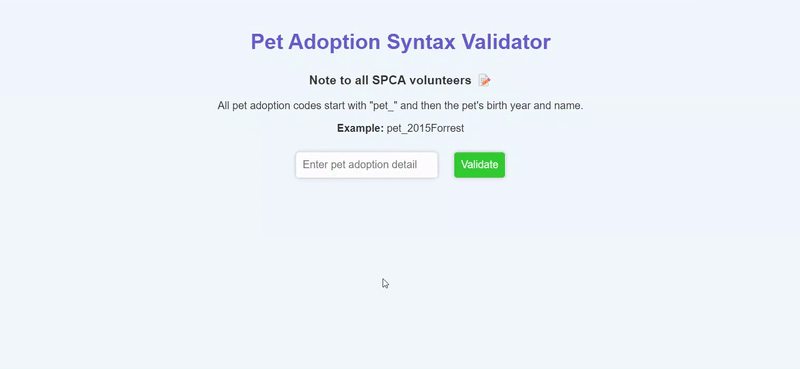 Pet Adoption Syntax Validator
Note to all SPCA volunteers 📝
All pet adoption codes start with "pet_" and then the pet's birth year and name.
Example: pet_2015Forrest
Enter pet adoption detail
Validate